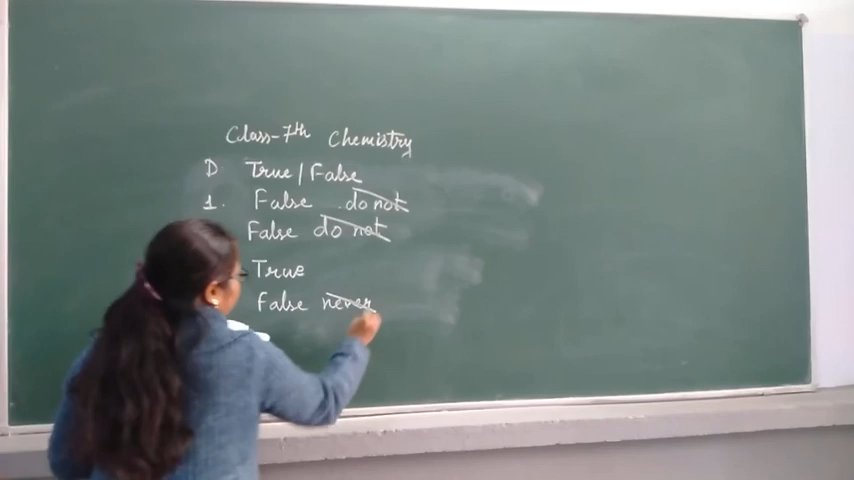 Class-7th Chemistry
D True/False
1. False do not
False do not
True
False never